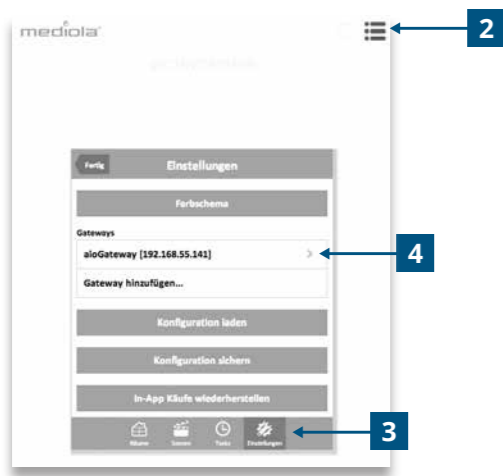 mediola
2
Fertig
Einstellungen
Farbschema
Gateways
aioGateway [192.168.55.141]
4
Gateway hinzufügen...
Konfiguration laden
Konfiguration sichern
In-App Käufe wiederherstellen
Räume Szenen Tasks Einstellungen
3